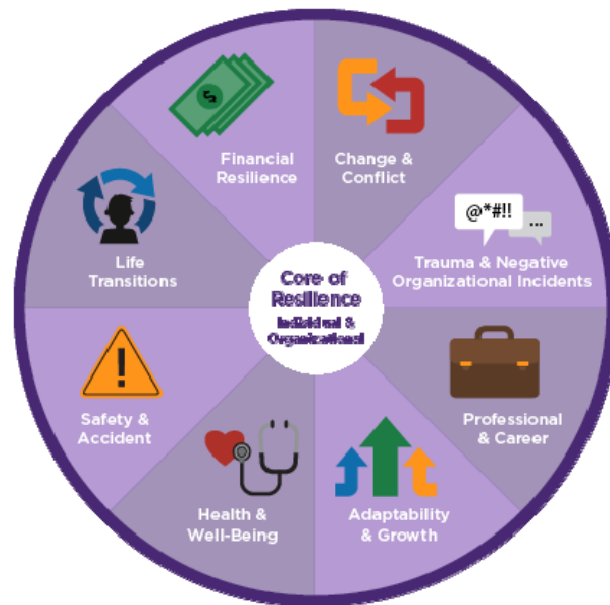 $
Financial
Resilience
Change &
Conflict
@*#!!
...
Trauma & Negative
Organizational Incidents
Professional
& Career
Adaptability
& Growth
Health &
Well-Being
Safety &
Accident
!
Life
Transitions
Core of
Resilience
Individual &
Organizational